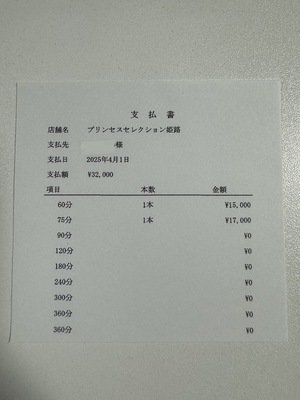 支払書
店舗名 プリンセスセレクション姫路
支払先 様
支払日 2025年4月1日
支払額 ¥32,000
項目 本数 金額
60分 1本 ¥15,000
75分 1本 ¥17,000
90分 ¥0
120分 ¥0
180分 ¥0
240分 ¥0
300分 ¥0
360分 ¥0
360分 ¥0